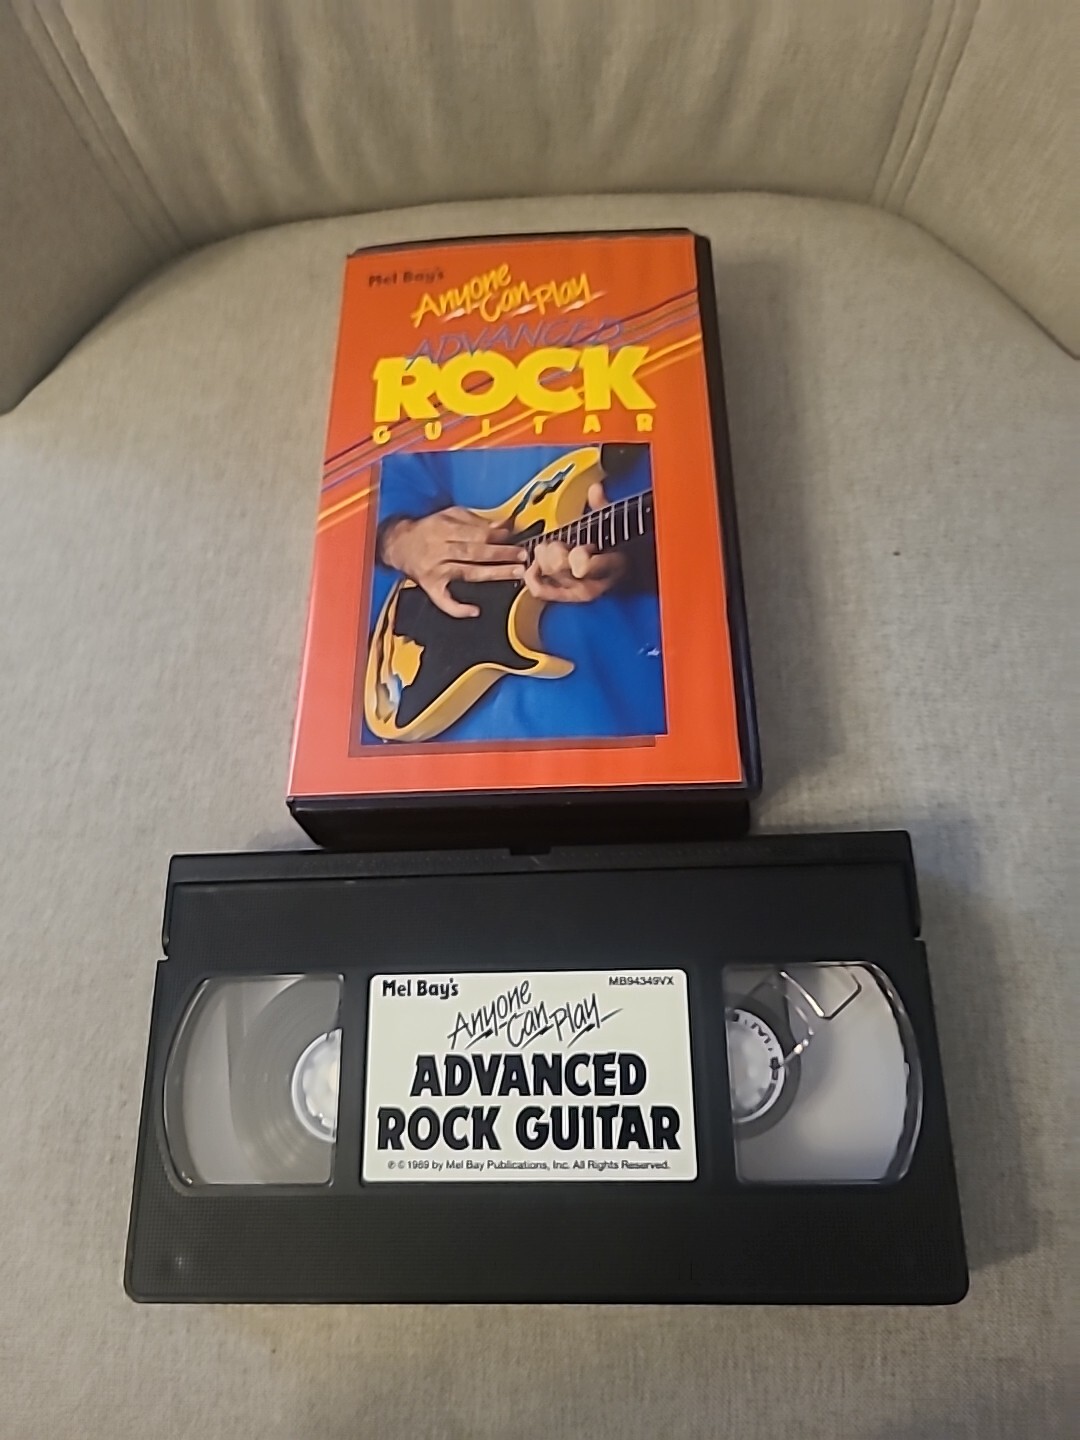 Mel Bay's
Anyone
Can Play
ADVANCED
ROCK
GUITAR
Mel Bay's
MB94349VX
Anyone
Can Play
ADVANCED
ROCK GUITAR
℗ © 1989 by Mel Bay Publications, Inc. All Rights Reserved.